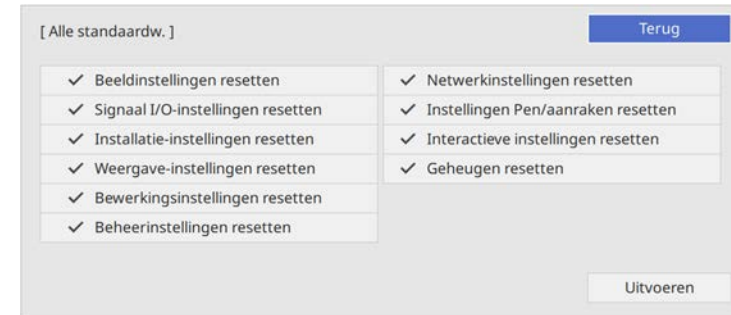 [ Alle standaardw. ]
Terug
✓ Beeldinstellingen resetten
✓ Signaal I/O-instellingen resetten
✓ Installatie-instellingen resetten
✓ Weergave-instellingen resetten
✓ Bewerkingsinstellingen resetten
✓ Beheerinstellingen resetten
✓ Netwerkinstellingen resetten
✓ Instellingen Pen/aanraken resetten
✓ Interactieve instellingen resetten
✓ Geheugen resetten
Uitvoeren